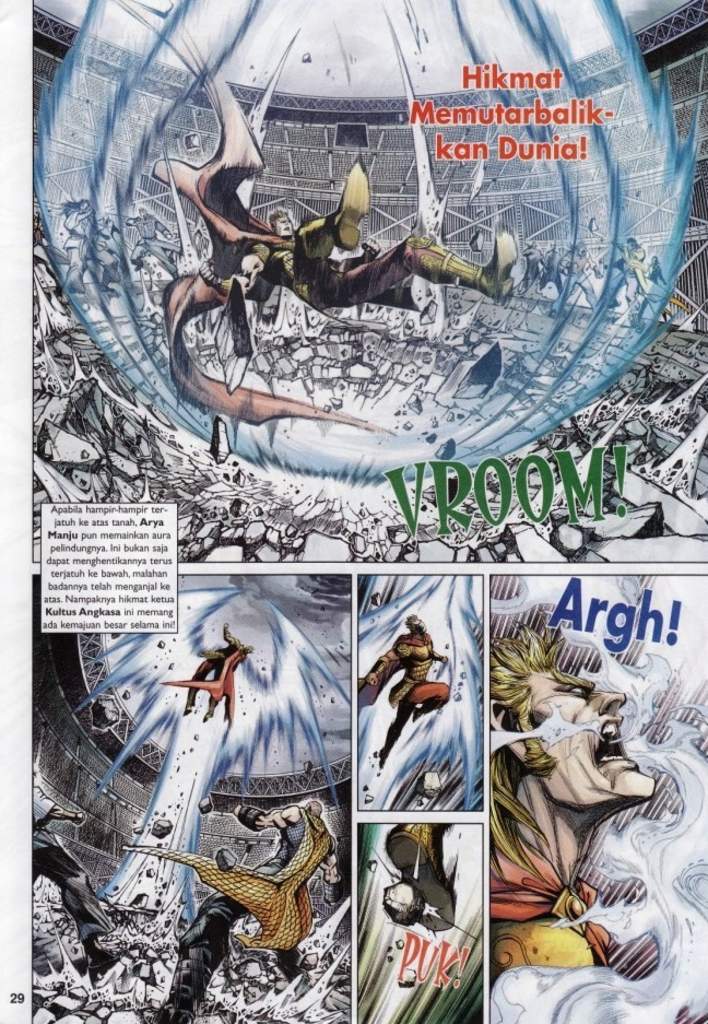 Hikmat
Memutarbalik-
kan Dunia!
VROOM!
Apabila hampir-hampir ter-
jatuh ke atas tanah, Arya
Manju pun memainkan aura
pelindungnya. Ini bukan saja
dapat menghentikannya terus
terjatuh ke bawah, malahan
badannya telah menganjal ke
atas. Nampaknya hikmat ketua
Kultus Angkasa ini memang
ada kemajuan besar selama ini!
Argh!
PUK!
29